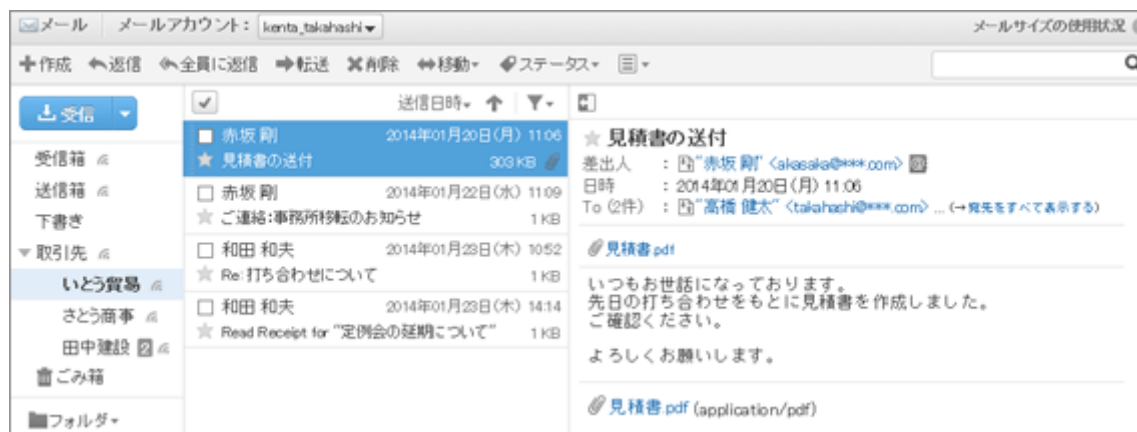 メール メールアカウント： kenta_takahashi メールサイズの使用状況
作成 返信 全員に返信 転送 削除 移動 ステータス
受信
受信箱
送信箱
下書き
取引先
いとう貿易
さとう商事
田中建設 2
ごみ箱
フォルダ
送信日時
赤坂 剛 2014年01月20日(月) 11:06
見積書の送付 303 KB
赤坂 剛 2014年01月22日(水) 11:09
ご連絡：事務所移転のお知らせ 1 KB
和田 和夫 2014年01月23日(木) 10:52
Re: 打ち合わせについて 1 KB
和田 和夫 2014年01月23日(木) 14:14
Read Receipt for "定例会の延期について" 1 KB
見積書の送付
差出人 ： "赤坂 剛" <akasaka@***.com>
日時 ： 2014年01月20日(月) 11:06
To (2件) ： "高橋 健太" <takahashi@***.com> ... (→宛先をすべて表示する)
見積書.pdf
いつもお世話になっております。
先日の打ち合わせをもとに見積書を作成しました。
ご確認ください。
よろしくお願いします。
見積書.pdf (application/pdf)